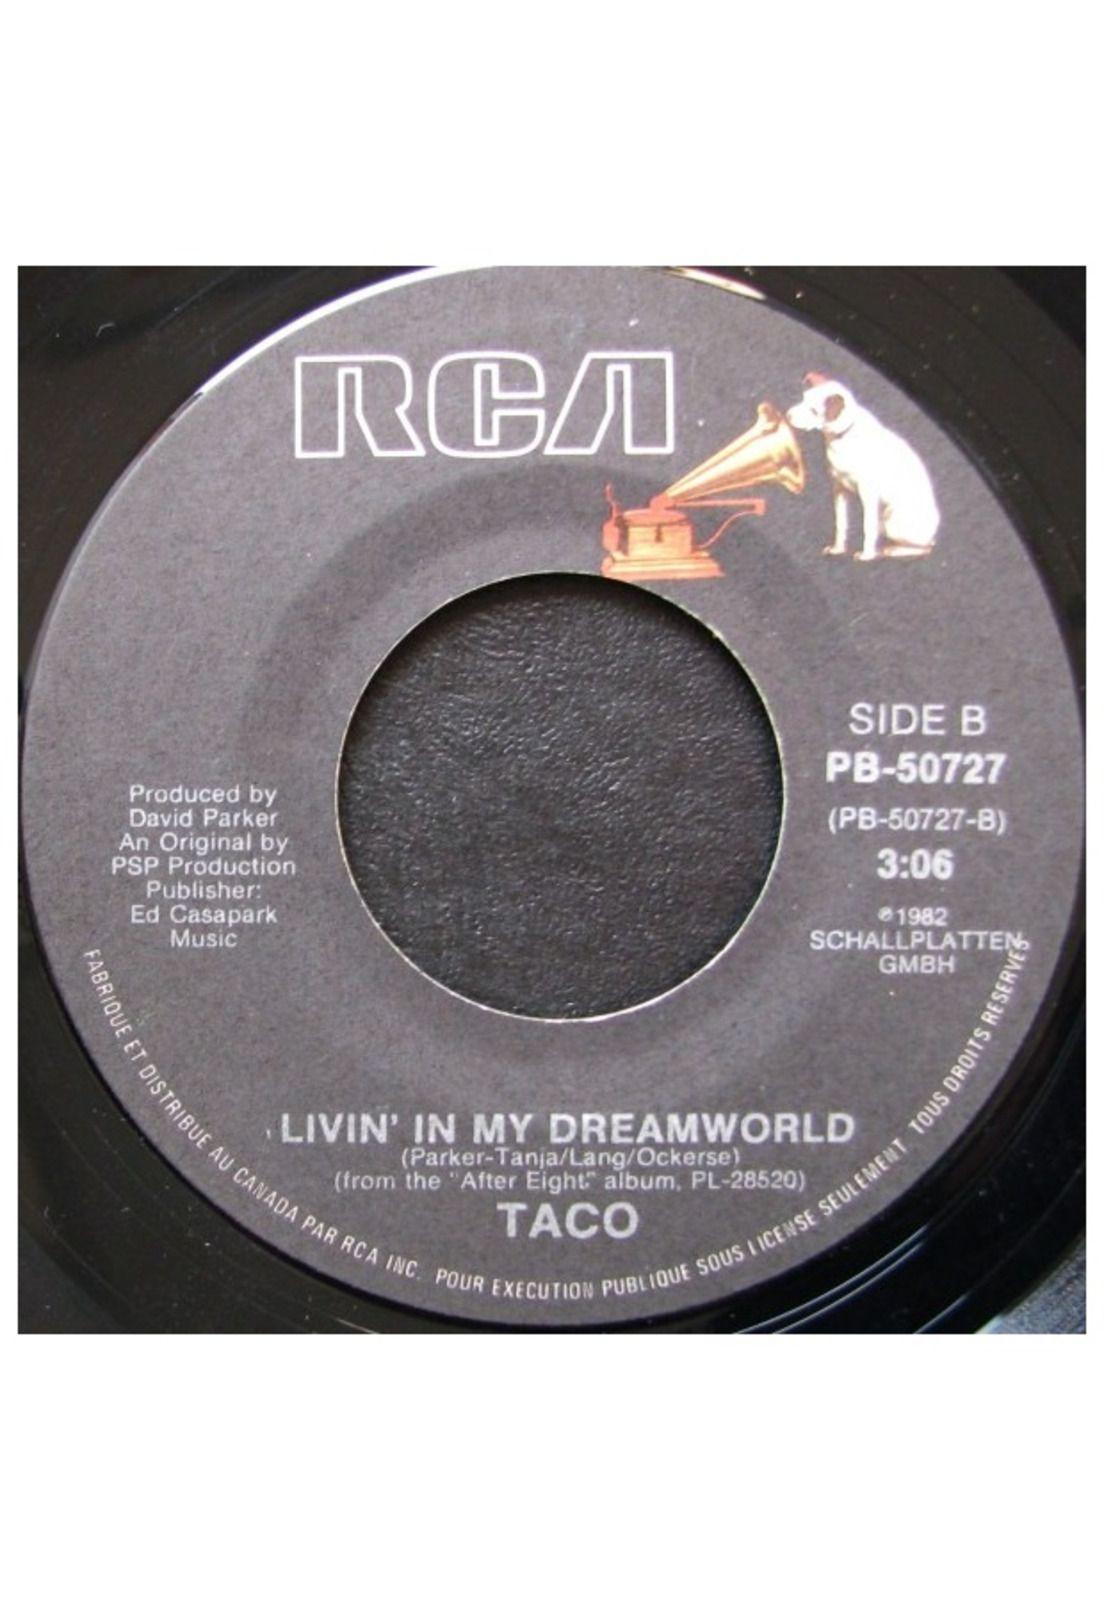 RCA
SIDE B
PB-50727
(PB-50727-B)
3:06
℗1982
SCHALLPLATTEN,
GMBH
Produced by
David Parker
An Original by
PSP Production
Publisher:
Ed Casapark
Music
LIVIN' IN MY DREAMWORLD
(Parker-Tanja/Lang/Ockerse)
(from the "After Eight" album, PL-28520)
TACO
FABRIQUE ET DISTRIBUE AU CANADA PAR RCA INC. POUR EXECUTION PUBLIQUE SOUS LICENSE SEULEMENT TOUS DROITS RESERVES